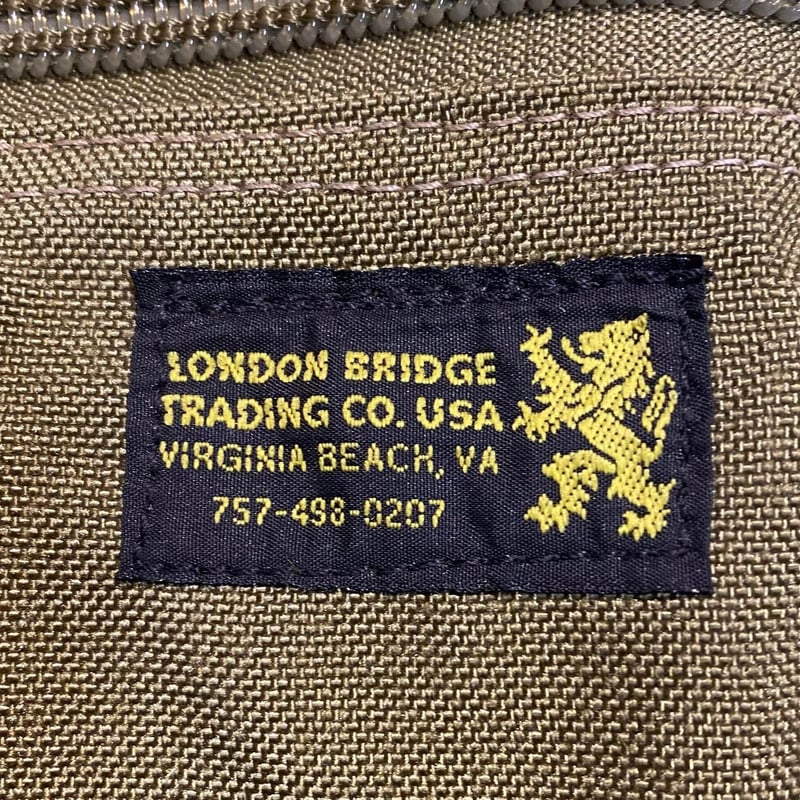 LONDON BRIDGE
TRADING CO. USA
VIRGINIA BEACH, VA
757-498-0207